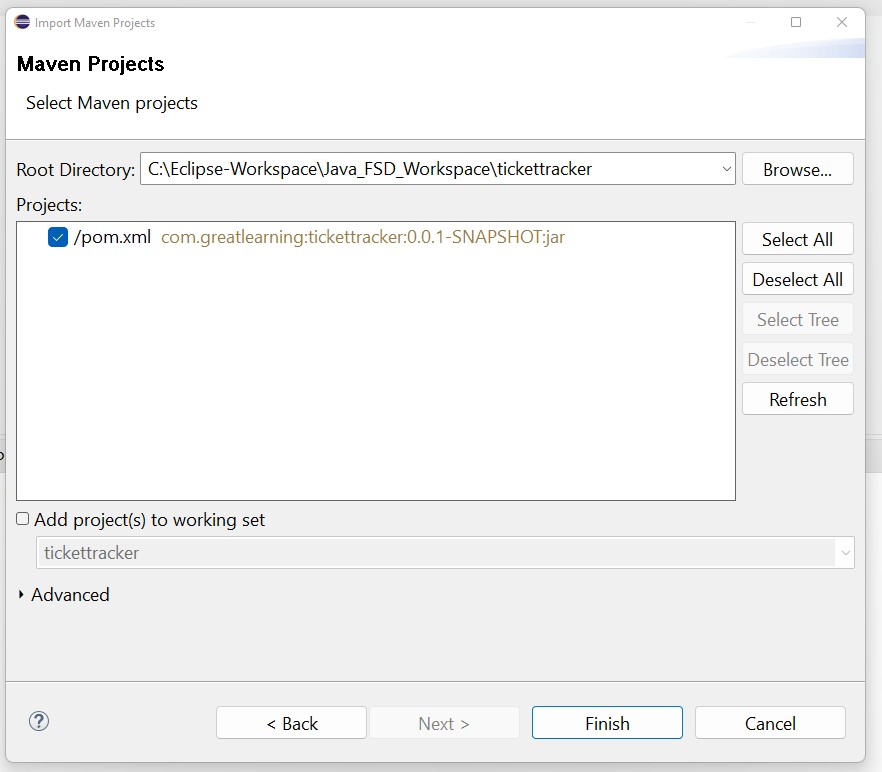 Import Maven Projects
Maven Projects
Select Maven projects
Root Directory: C:\Eclipse-Workspace\Java_FSD_Workspace\tickettracker Browse...
Projects:
/pom.xml com.greatlearning:tickettracker:0.0.1-SNAPSHOT:jar
Select All
Deselect All
Select Tree
Deselect Tree
Refresh
Add project(s) to working set
tickettracker
Advanced
? < Back Next > Finish Cancel